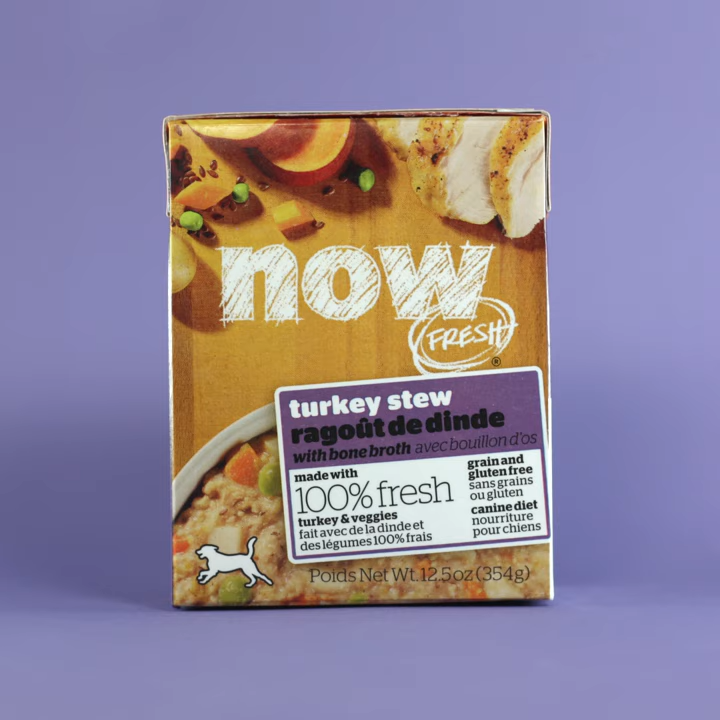 now
FRESH
®
turkey stew
ragoût de dinde
with bone broth avec bouillon d'os
made with
100% fresh
turkey & veggies
fait avec de la dinde et
des légumes 100% frais
grain and
gluten free
sans grains
ou gluten
canine diet
nourriture
pour chiens
Poids Net Wt. 12.5 oz (354g)